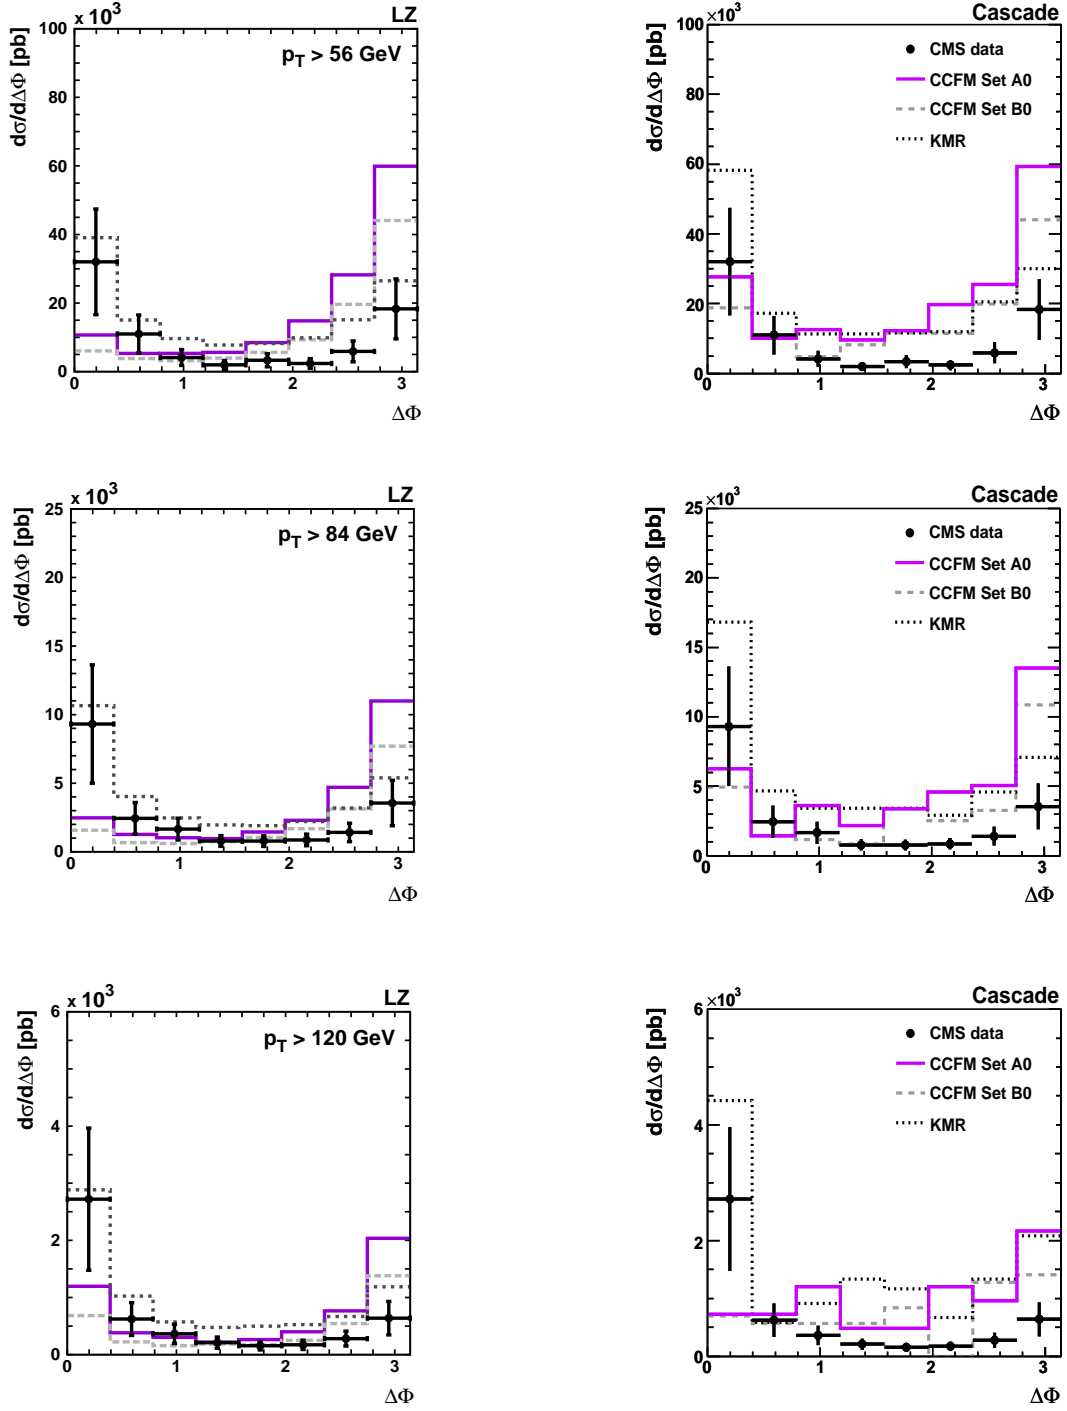 × 10³ LZ
dσ/dΔΦ [pb]
p_T > 56 GeV
100
80
60
40
20
0
0 1 2 3
ΔΦ
×10³ Cascade
dσ/dΔΦ [pb]
CMS data
CCFM Set A0
CCFM Set B0
KMR
100
80
60
40
20
0
0 1 2 3
ΔΦ
× 10³ LZ
dσ/dΔΦ [pb]
p_T > 84 GeV
25
20
15
10
5
0
0 1 2 3
ΔΦ
×10³ Cascade
dσ/dΔΦ [pb]
CMS data
CCFM Set A0
CCFM Set B0
KMR
25
20
15
10
5
0
0 1 2 3
ΔΦ
× 10³ LZ
dσ/dΔΦ [pb]
p_T > 120 GeV
6
4
2
0
0 1 2 3
ΔΦ
×10³ Cascade
dσ/dΔΦ [pb]
CMS data
CCFM Set A0
CCFM Set B0
KMR
6
4
2
0
0 1 2 3
ΔΦ